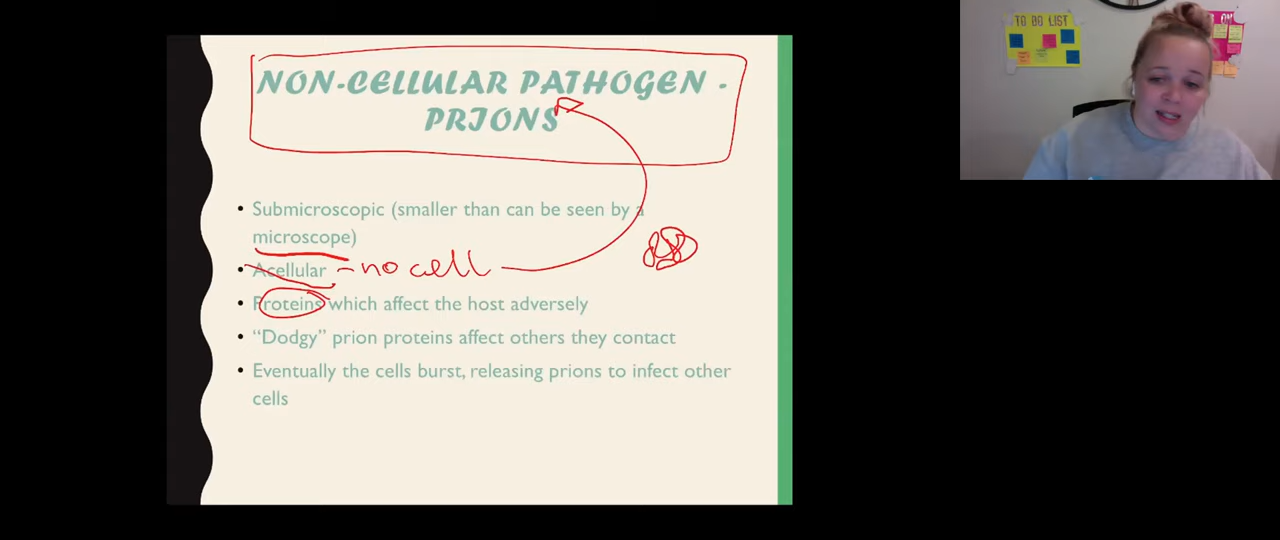 NON-CELLULAR PATHOGEN -
PRIONS
• Submicroscopic (smaller than can be seen by a
microscope)
• Acellular - no cell
• Proteins which affect the host adversely
• “Dodgy” prion proteins affect others they contact
• Eventually the cells burst, releasing prions to infect other
cells
TO DO LIST
ON